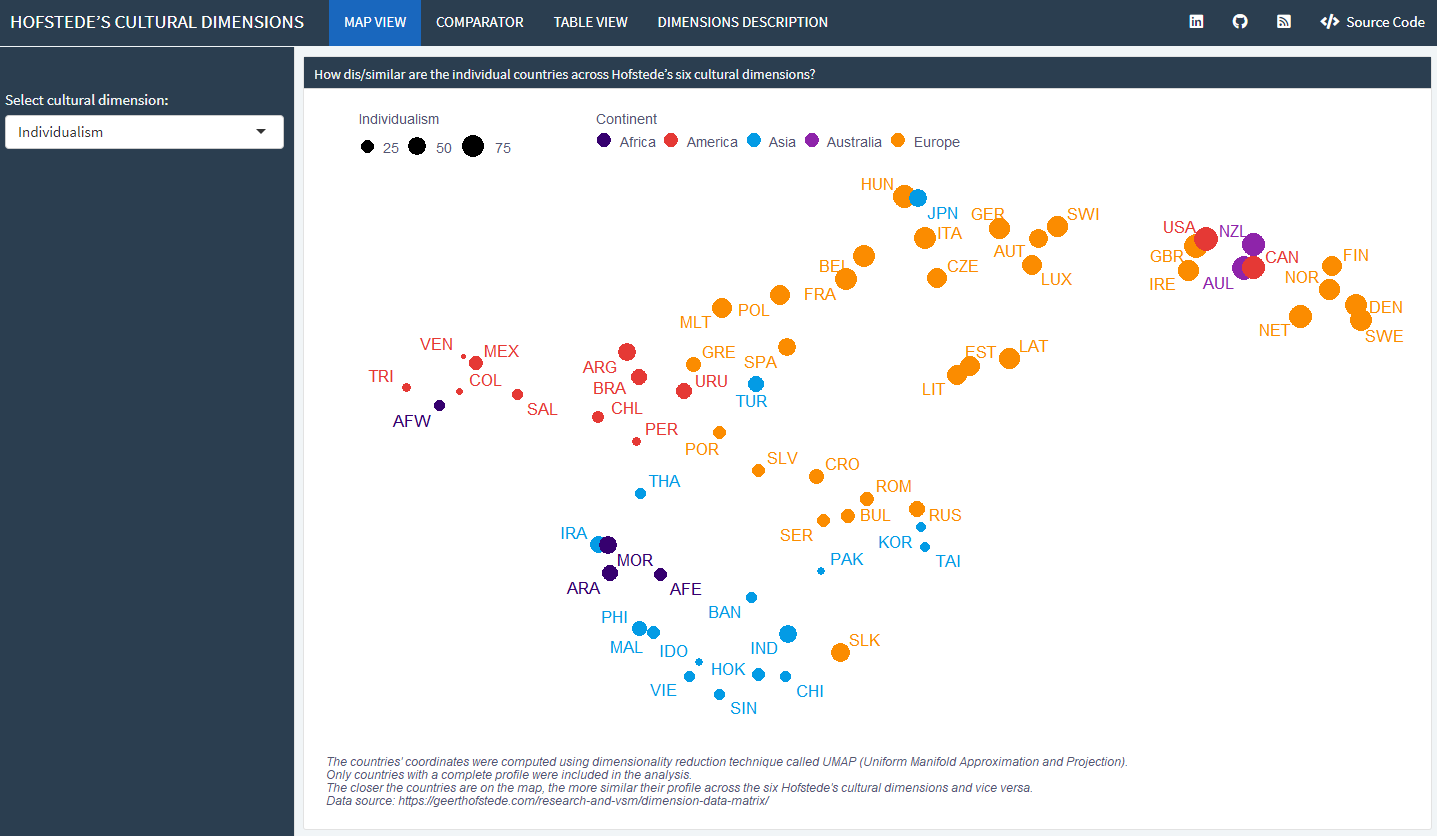 HOFSTEDE'S CULTURAL DIMENSIONS MAP VIEW COMPARATOR TABLE VIEW DIMENSIONS DESCRIPTION Source Code
How dis/similar are the individual countries across Hofstede's six cultural dimensions?
Select cultural dimension:
Individualism
Individualism Continent
25 50 75 Africa America Asia Australia Europe
HUN
JPN GER SWI
USA NZL
ITA
AUT
GBR CAN FIN
BEL CZE
LUX IRE AUL NOR
FRA
MLT POL DEN
NET SWE
VEN MEX GRE SPA EST LAT
TRI COL ARG URU
BRA TUR LIT
AFW SAL CHL
PER POR
SLV CRO
THA ROM
SER BUL RUS
IRA KOR
MOR PAK TAI
ARA AFE
PHI BAN
MAL IDO IND SLK
HOK
VIE CHI
SIN
The countries' coordinates were computed using dimensionality reduction technique called UMAP (Uniform Manifold Approximation and Projection).
Only countries with a complete profile were included in the analysis.
The closer the countries are on the map, the more similar their profile across the six Hofstede's cultural dimensions and vice versa.
Data source: https://geerthofstede.com/research-and-vsm/dimension-data-matrix/